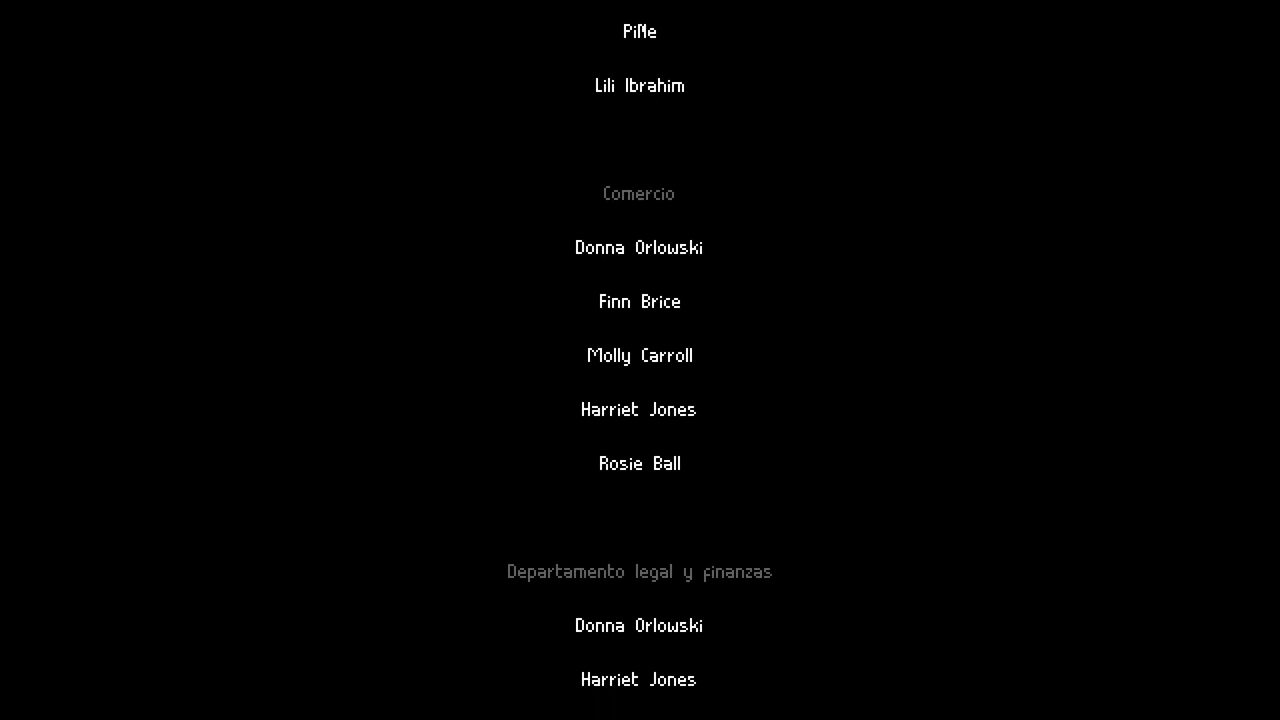 PiNe
Lili Ibrahim
Comercio
Donna Orlowski
Finn Brice
Molly Carroll
Harriet Jones
Rosie Ball
Departamento legal y finanzas
Donna Orlowski
Harriet Jones